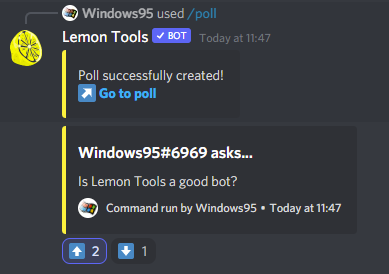 Windows95 used /poll
Lemon Tools ✓ BOT Today at 11:47
Poll successfully created!
↗ Go to poll
Windows95#6969 asks...
Is Lemon Tools a good bot?
Command run by Windows95 • Today at 11:47
⬆ 2 ⬇ 1